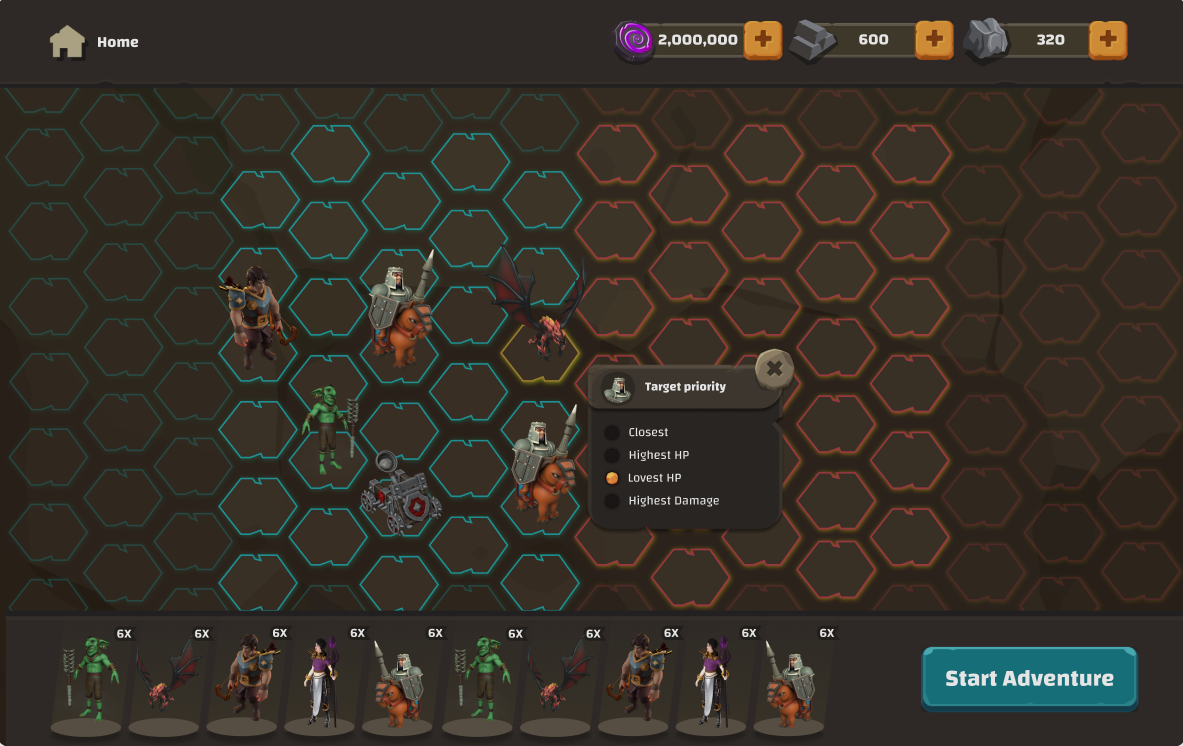 Home
2,000,000
600
320
Target priority
Closest
Highest HP
Lovest HP
Highest Damage
6X
6X
6X
6X
6X
6X
6X
6X
6X
6X
Start Adventure